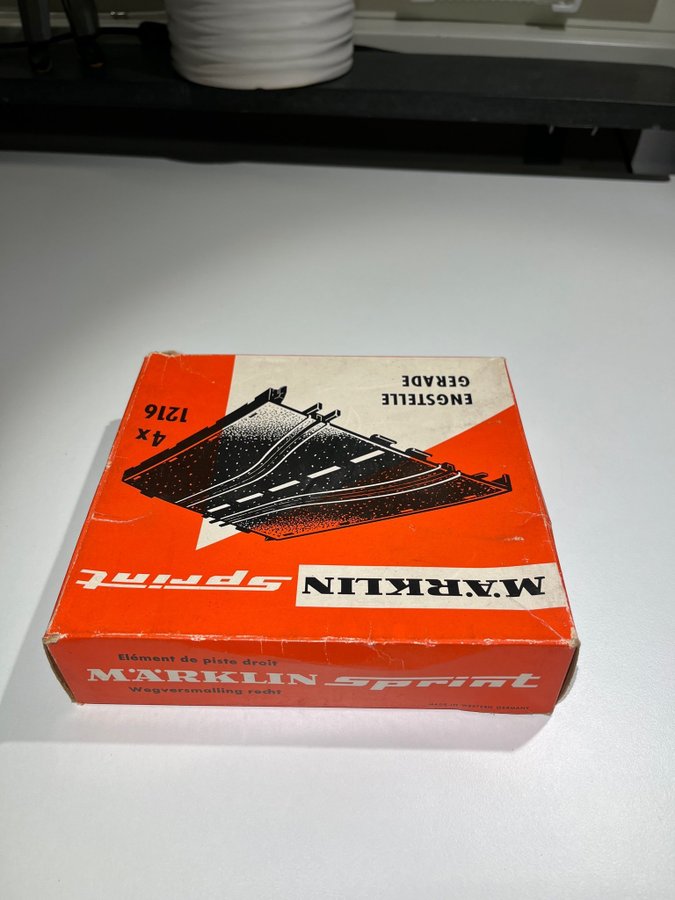 ENGSTELLE
GERADE
4x
1216
MÄRKLIN sprint
Elément de piste droit
MÄRKLIN sprint
Wegversmalling recht
MADE IN WESTERN GERMANY